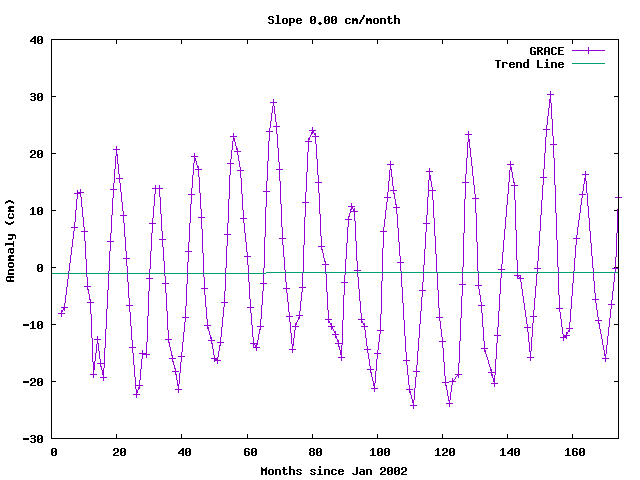 Slope 0.00 cm/month
40
30
20
10
0
-10
-20
-30
Anomaly (cm)
GRACE
Trend Line
0 20 40 60 80 100 120 140 160
Months since Jan 2002